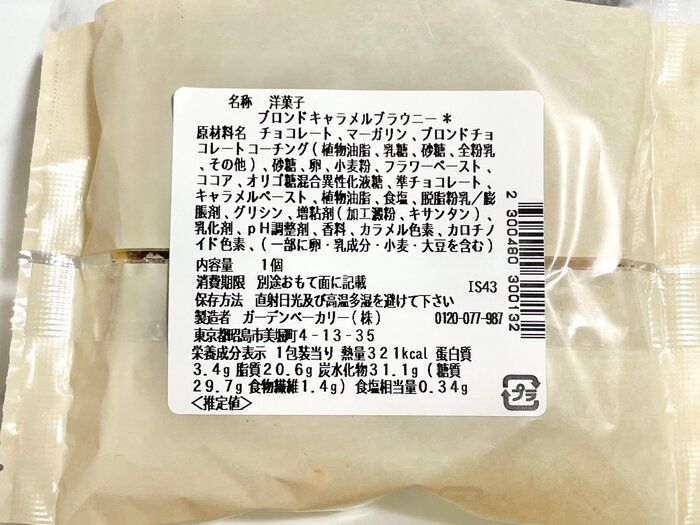 名称 洋菓子
ブロンドキャラメルブラウニー＊
原材料名 チョコレート、マーガリン、ブロンドチョ
コレートコーチング(植物油脂、乳糖、砂糖、全粉乳
、その他)、砂糖、卵、小麦粉、フラワーペースト、
ココア、オリゴ糖混合異性化液糖、準チョコレート、
キャラメルペースト、植物油脂、食塩、脱脂粉乳/膨
脹剤、グリシン、増粘剤(加工澱粉、キサンタン)、
乳化剤、pH調整剤、香料、カラメル色素、カロチノ
イド色素、(一部に卵・乳成分・小麦・大豆を含む)
内容量 1個
消費期限 別途おもて面に記載 IS43
保存方法 直射日光及び高温多湿を避けて下さい
製造者 ガーデンベーカリー(株) 0120-077-987
東京都昭島市美堀町4-13-35
栄養成分表示 1包装当り 熱量321kcal 蛋白質
3.4g 脂質20.6g 炭水化物31.1g (糖質
29.7g 食物繊維1.4g) 食塩相当量0.34g
<推定値>
2 300480 300132
プラ